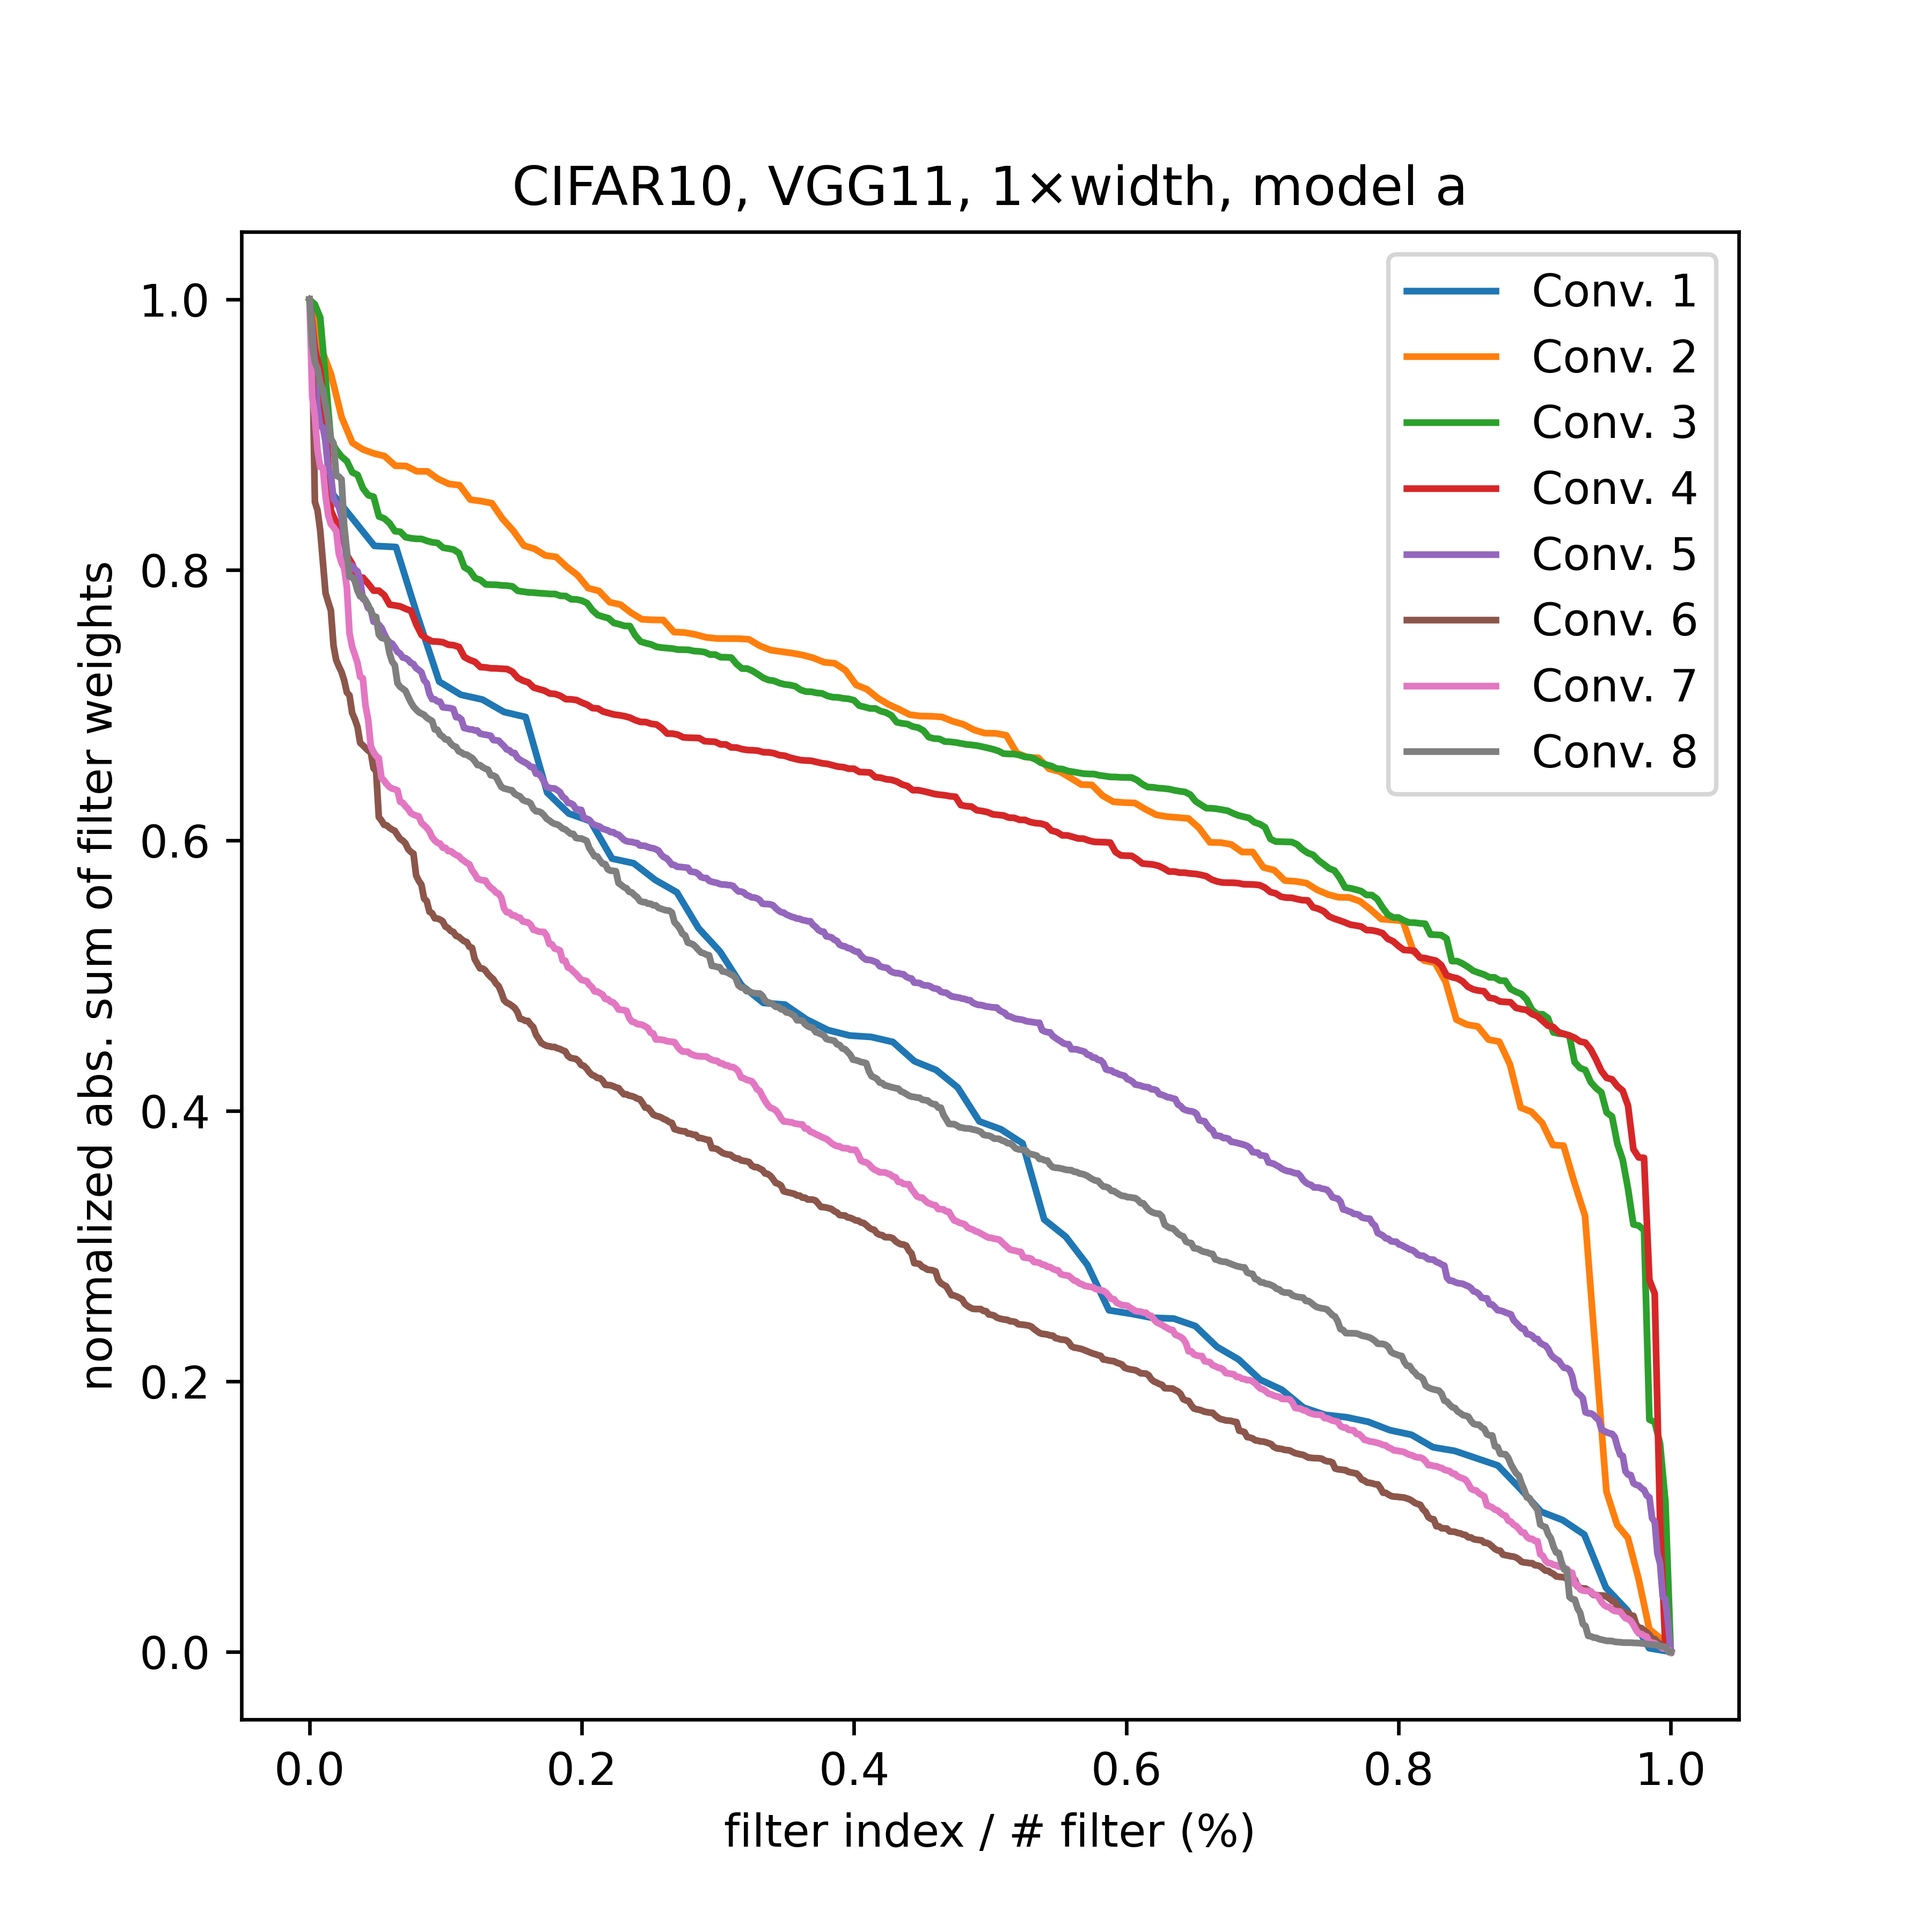 CIFAR10, VGG11, 1×width, model a
normalized abs. sum of filter weights
1.0
0.8
0.6
0.4
0.2
0.0
Conv. 1
Conv. 2
Conv. 3
Conv. 4
Conv. 5
Conv. 6
Conv. 7
Conv. 8
0.0 0.2 0.4 0.6 0.8 1.0
filter index / # filter (%)